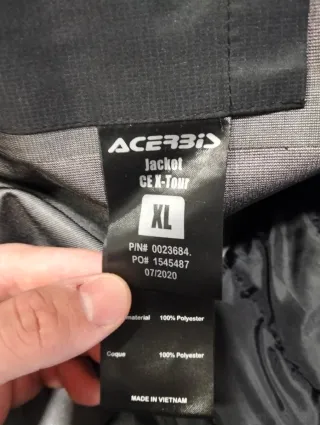 ACERBIS
Jacket
CE X-Tour
XL
P/N# 0023684.
PO# 1545487
07/2020
material 100% Polyester
Coque 100% Polyester
MADE IN VIETNAM